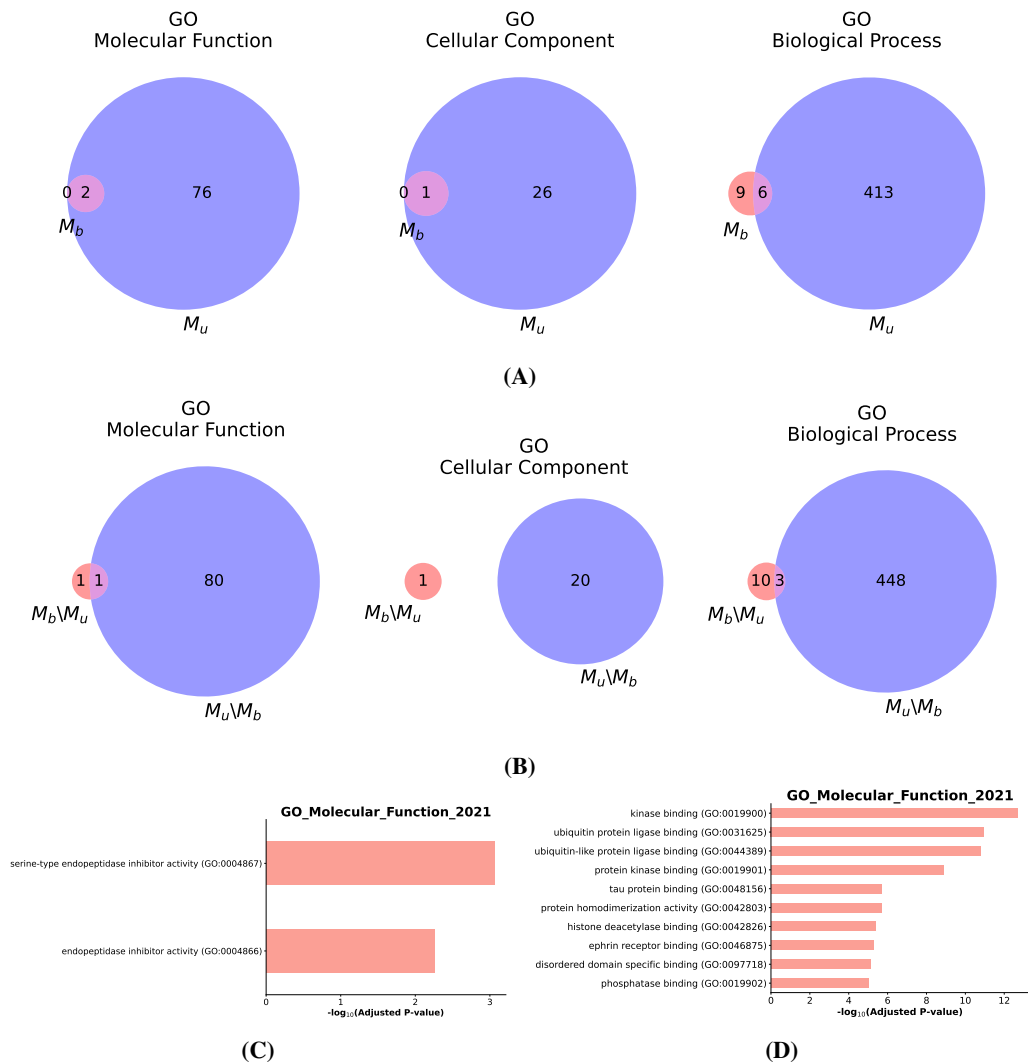 GO
Molecular Function
GO
Cellular Component
GO
Biological Process
0 2 76
M_b
M_u
0 1 26
M_b
M_u
9 6 413
M_b
M_u
(A)
GO
Molecular Function
GO
Cellular Component
GO
Biological Process
1 1 80
M_b\M_u
M_u\M_b
1 20
M_b\M_u
M_u\M_b
10 3 448
M_b\M_u
M_u\M_b
(B)
GO_Molecular_Function_2021
serine-type endopeptidase inhibitor activity (GO:0004867)
endopeptidase inhibitor activity (GO:0004866)
0 1 2 3
-log₁₀(Adjusted P-value)
(C)
GO_Molecular_Function_2021
kinase binding (GO:0019900)
ubiquitin protein ligase binding (GO:0031625)
ubiquitin-like protein ligase binding (GO:0044389)
protein kinase binding (GO:0019901)
tau protein binding (GO:0048156)
protein homodimerization activity (GO:0042803)
histone deacetylase binding (GO:0042826)
ephrin receptor binding (GO:0046875)
disordered domain specific binding (GO:0097718)
phosphatase binding (GO:0019902)
0 2 4 6 8 10 12
-log₁₀(Adjusted P-value)
(D)